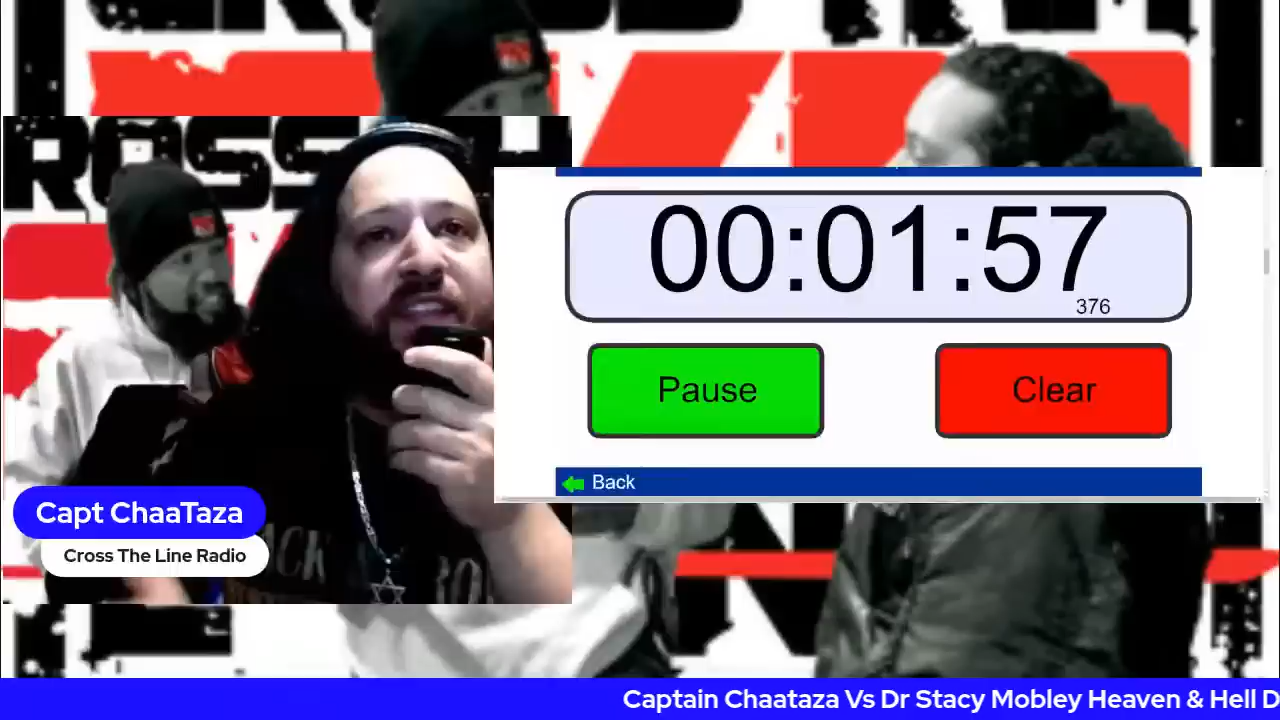 ROSS
00:01:57
376
Pause
Clear
Back
Capt ChaaTaza
Cross The Line Radio
Captain Chaataza Vs Dr Stacy Mobley Heaven & Hell D